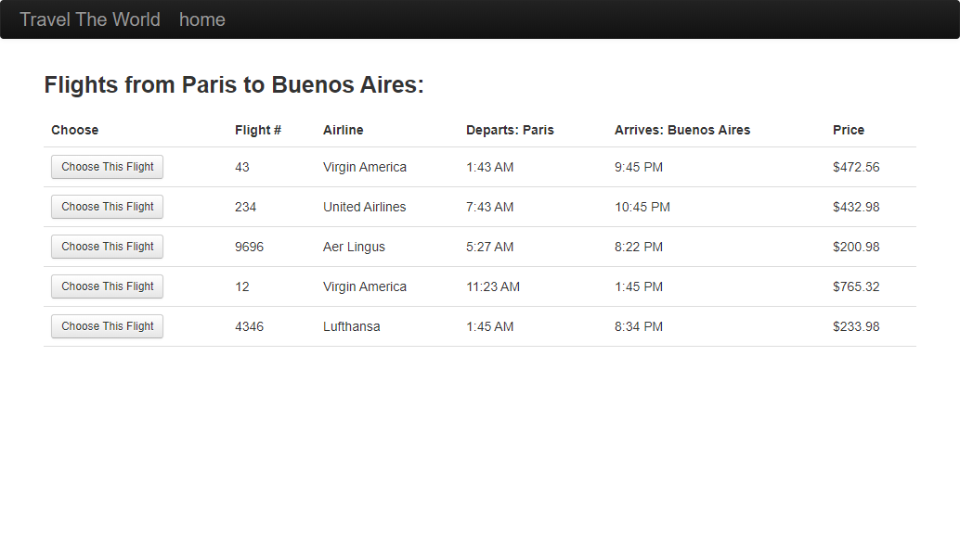 Travel The World home
Flights from Paris to Buenos Aires:
Choose Flight # Airline Departs: Paris Arrives: Buenos Aires Price
Choose This Flight 43 Virgin America 1:43 AM 9:45 PM $472.56
Choose This Flight 234 United Airlines 7:43 AM 10:45 PM $432.98
Choose This Flight 9696 Aer Lingus 5:27 AM 8:22 PM $200.98
Choose This Flight 12 Virgin America 11:23 AM 1:45 PM $765.32
Choose This Flight 4346 Lufthansa 1:45 AM 8:34 PM $233.98